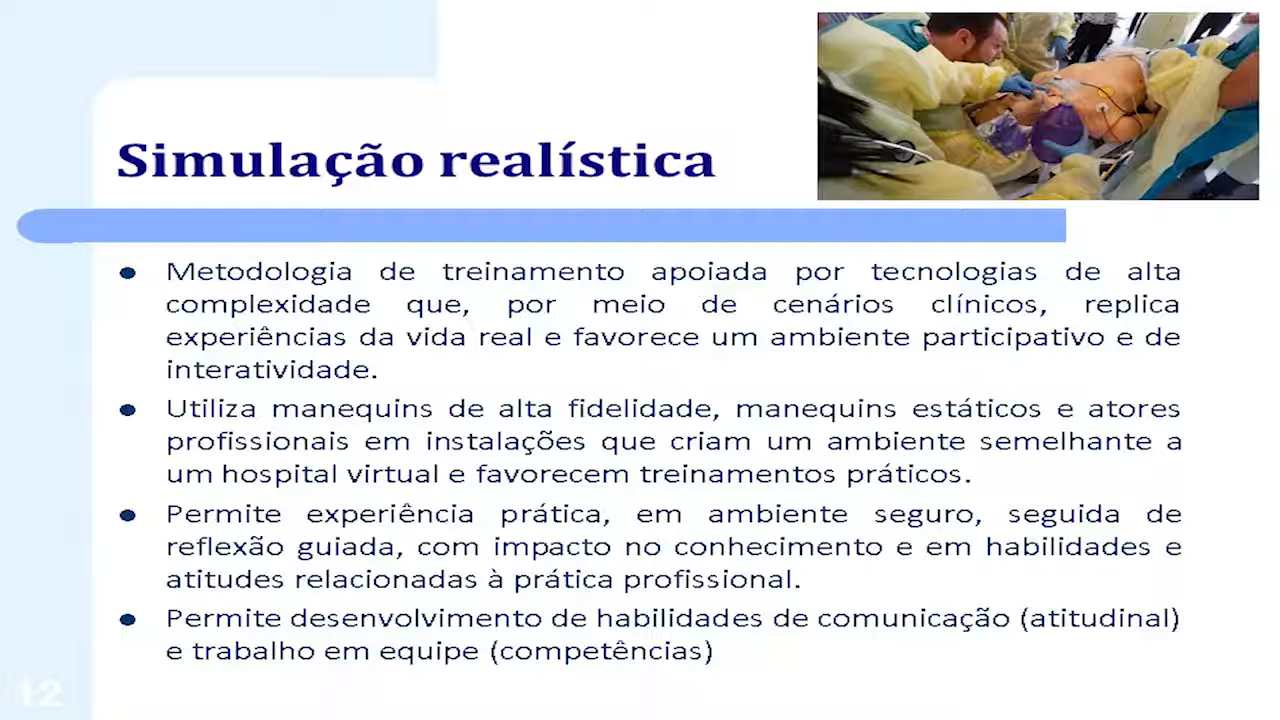 Simulação realística
● Metodologia de treinamento apoiada por tecnologias de alta
complexidade que, por meio de cenários clínicos, replica
experiências da vida real e favorece um ambiente participativo e de
interatividade.
● Utiliza manequins de alta fidelidade, manequins estáticos e atores
profissionais em instalações que criam um ambiente semelhante a
um hospital virtual e favorecem treinamentos práticos.
● Permite experiência prática, em ambiente seguro, seguida de
reflexão guiada, com impacto no conhecimento e em habilidades e
atitudes relacionadas à prática profissional.
● Permite desenvolvimento de habilidades de comunicação (atitudinal)
e trabalho em equipe (competências)
12